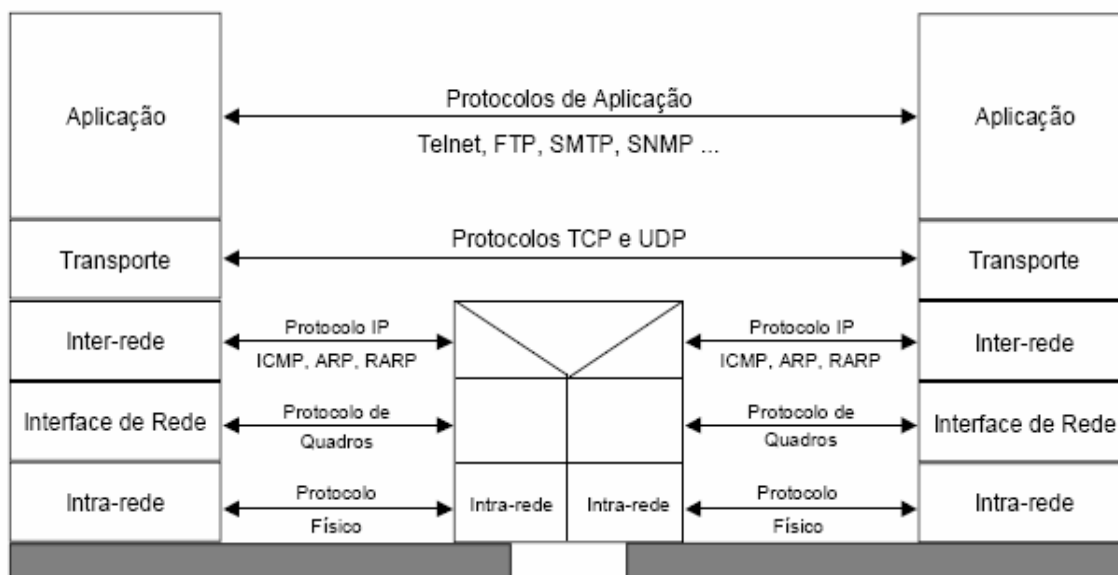 Aplicação
Protocolos de Aplicação
Aplicação
Telnet, FTP, SMTP, SNMP ...
Transporte
Protocolos TCP e UDP
Transporte
Inter-rede
Protocolo IP
ICMP, ARP, RARP
Protocolo IP
ICMP, ARP, RARP
Inter-rede
Interface de Rede
Protocolo de
Quadros
Protocolo de
Quadros
Interface de Rede
Intra-rede
Protocolo
Físico
Intra-rede
Intra-rede
Protocolo
Físico
Intra-rede